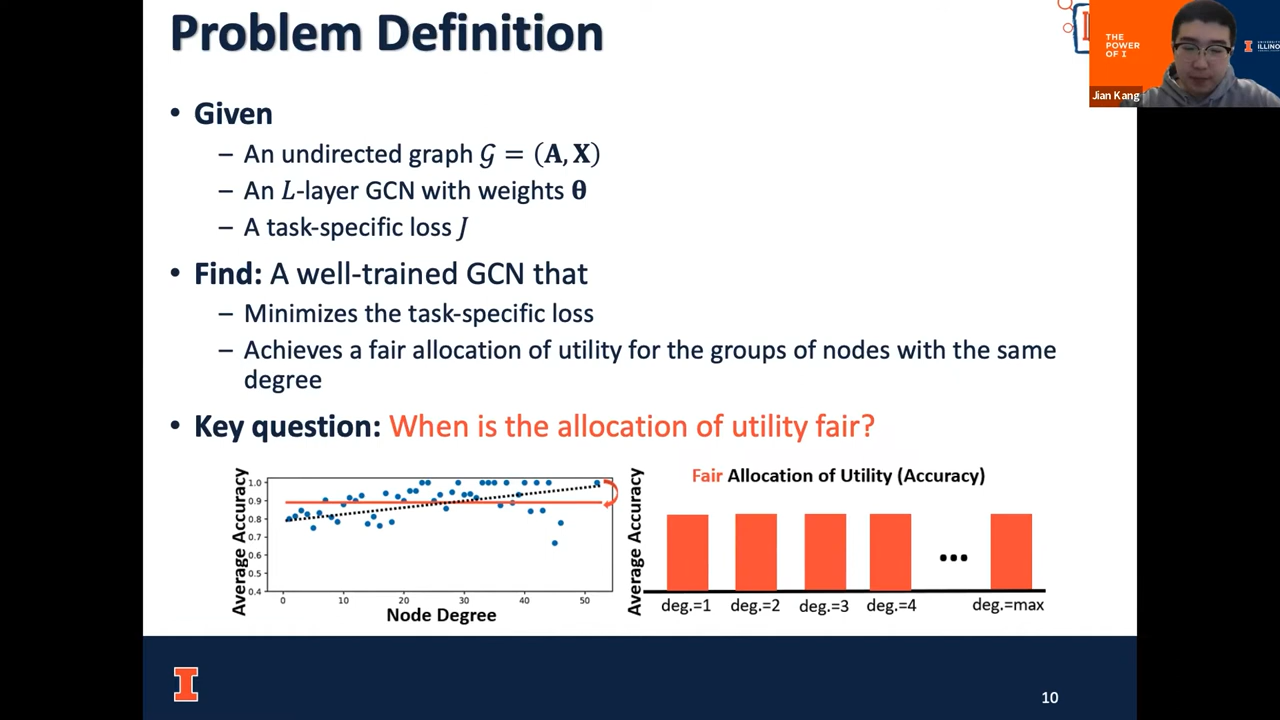 Problem Definition
THE
POWER
OF I
ILLINO
Jian Kang
• Given
– An undirected graph 𝒢 = (𝐀, 𝐗)
– An 𝐿-layer GCN with weights 𝛉
– A task-specific loss 𝐽
• Find: A well-trained GCN that
– Minimizes the task-specific loss
– Achieves a fair allocation of utility for the groups of nodes with the same
degree
• Key question: When is the allocation of utility fair?
Average Accuracy
1.0
0.9
0.8
0.7
0.6
0.5
0.4
0 10 20 30 40 50
Node Degree
Fair Allocation of Utility (Accuracy)
Average Accuracy
...
deg.=1 deg.=2 deg.=3 deg.=4 deg.=max
I
10